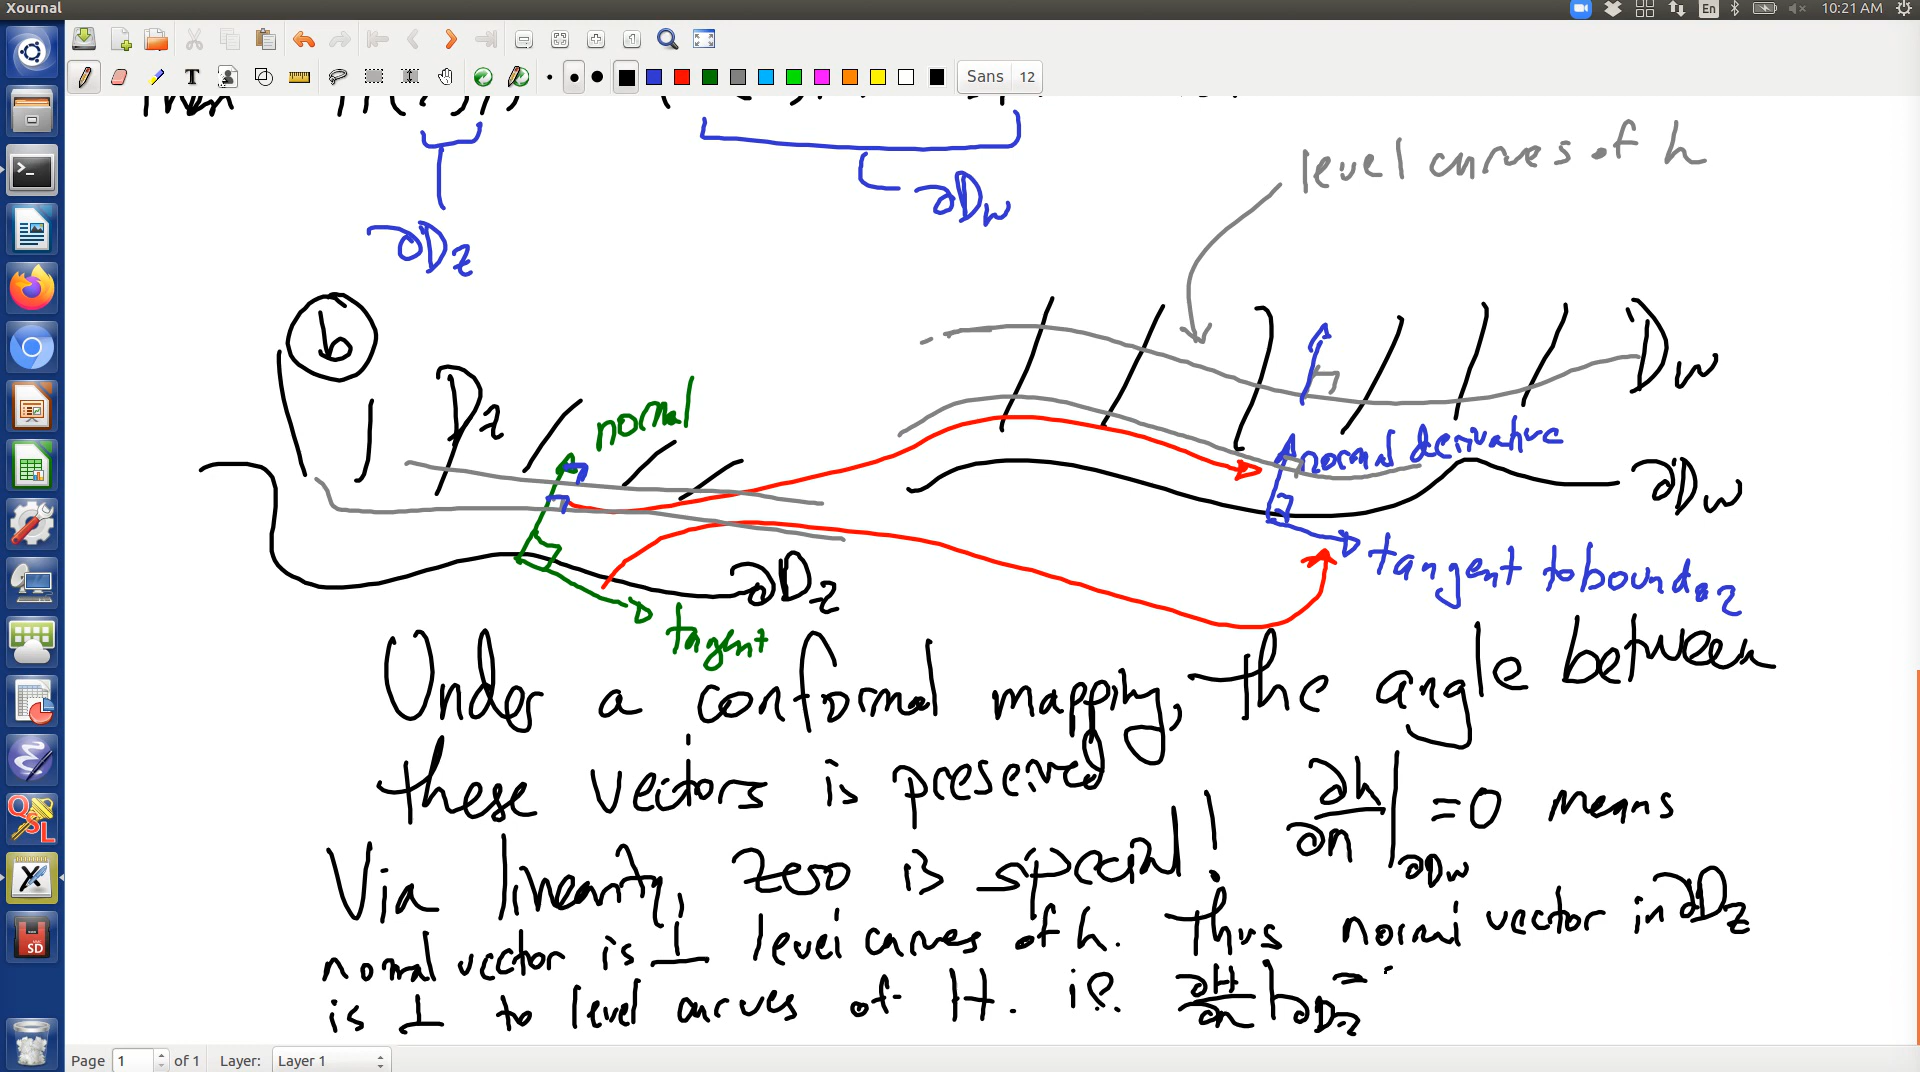 Xournal
En
10:21 AM
Sans 12
∂D_z
∂D_w
level curves of h
b
D_z
normal
D_w
normal derivative
∂D_w
∂D_z
tangent
tangent to boundary
Under a conformal mapping, the angle between
these vectors is preserved
Via linearity, zero is special! ∂h/∂n|∂D_w = 0 means
normal vector is ⊥ level curves of h. Thus normal vector in ∂D_z
is ⊥ to level curves of H. i.e. ∂H/∂n|∂D_z =
Page 1 of 1 Layer: Layer 1